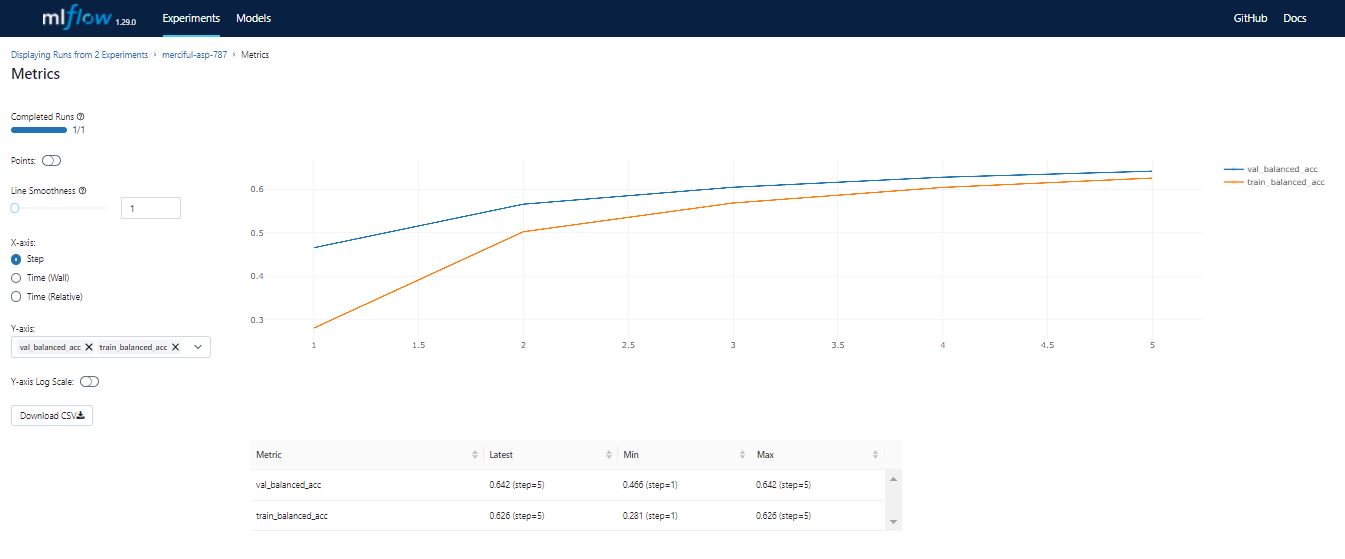 mlflow 1.29.0 Experiments Models GitHub Docs
Displaying Runs from 2 Experiments › merciful-asp-787 › Metrics
Metrics
Completed Runs
1/1
Points:
Line Smoothness
1
X-axis:
Step
Time (Wall)
Time (Relative)
Y-axis:
val_balanced_acc train_balanced_acc
Y-axis Log Scale:
Download CSV
0.6
0.5
0.4
0.3
1 1.5 2 2.5 3 3.5 4 4.5 5
val_balanced_acc
train_balanced_acc
Metric Latest Min Max
val_balanced_acc 0.642 (step=5) 0.466 (step=1) 0.642 (step=5)
train_balanced_acc 0.626 (step=5) 0.281 (step=1) 0.626 (step=5)